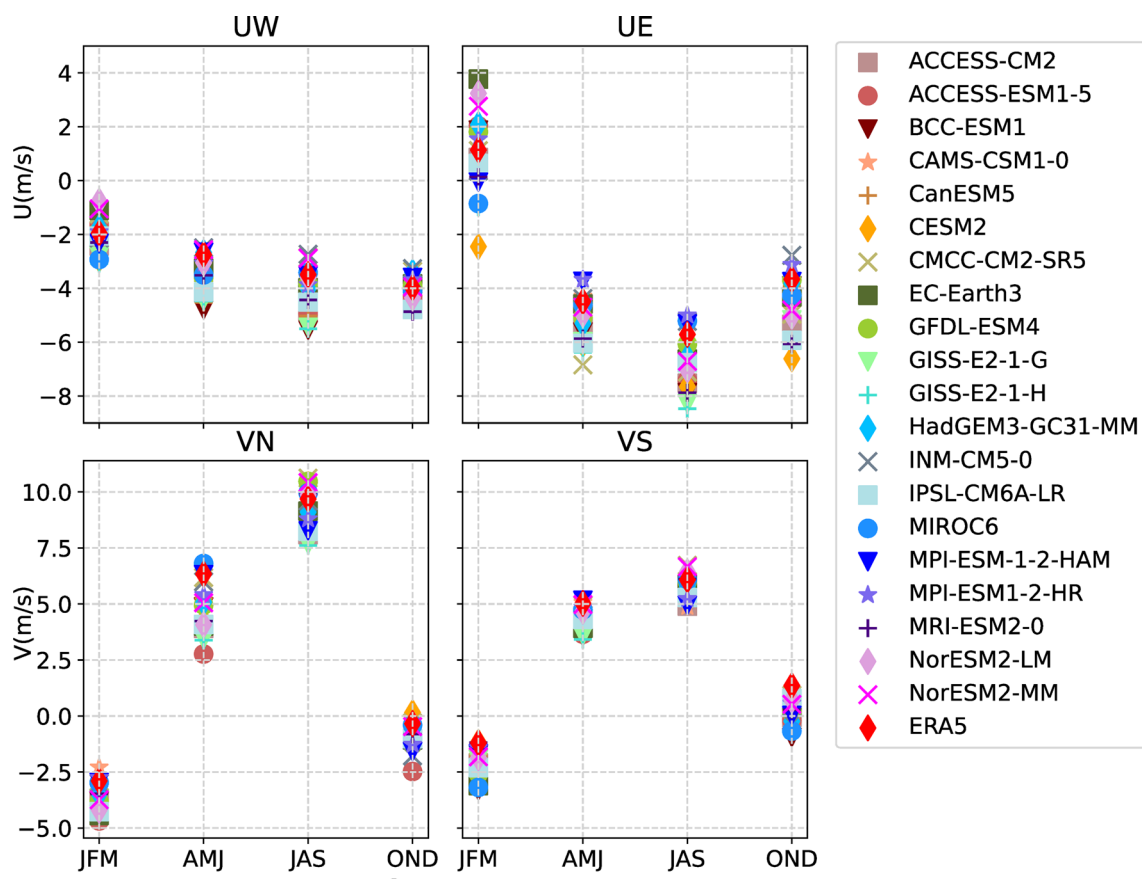 UW
UE
U(m/s)
4
2
0
−2
−4
−6
−8
VN
VS
V(m/s)
10.0
7.5
5.0
2.5
0.0
−2.5
−5.0
JFM
AMJ
JAS
OND
JFM
AMJ
JAS
OND
ACCESS-CM2
ACCESS-ESM1-5
BCC-ESM1
CAMS-CSM1-0
CanESM5
CESM2
CMCC-CM2-SR5
EC-Earth3
GFDL-ESM4
GISS-E2-1-G
GISS-E2-1-H
HadGEM3-GC31-MM
INM-CM5-0
IPSL-CM6A-LR
MIROC6
MPI-ESM-1-2-HAM
MPI-ESM1-2-HR
MRI-ESM2-0
NorESM2-LM
NorESM2-MM
ERA5